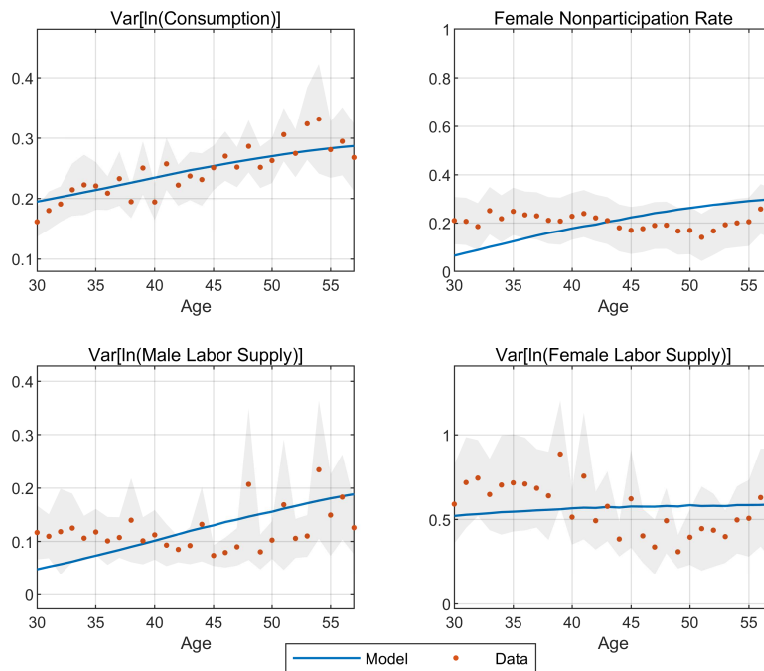 Var[ln(Consumption)]
0.4
0.3
0.2
0.1
30 35 40 45 50 55
Age
Female Nonparticipation Rate
1
0.8
0.6
0.4
0.2
0
30 35 40 45 50 55
Age
Var[ln(Male Labor Supply)]
0.4
0.3
0.2
0.1
0
30 35 40 45 50 55
Age
Var[ln(Female Labor Supply)]
1
0.5
0
30 35 40 45 50 55
Age
Model Data